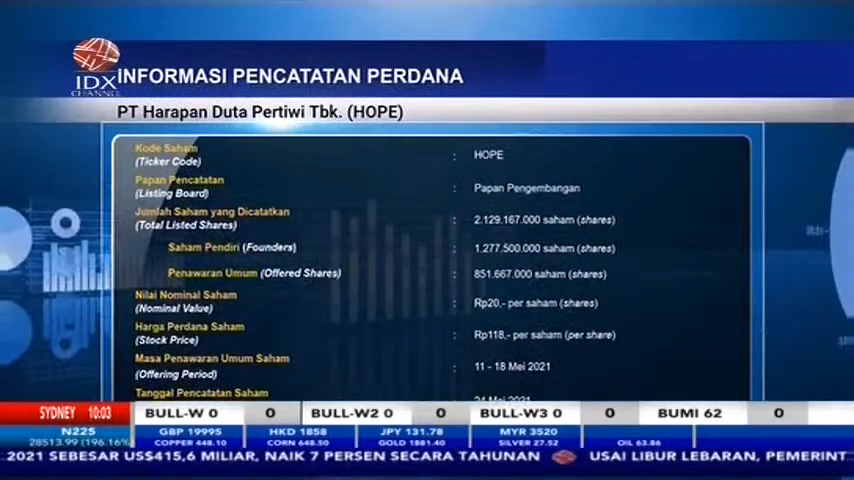 IDX
CHANNEL
INFORMASI PENCATATAN PERDANA
PT Harapan Duta Pertiwi Tbk. (HOPE)
Kode Saham
(Ticker Code) : HOPE
Papan Pencatatan
(Listing Board) : Papan Pengembangan
Jumlah Saham yang Dicatatkan
(Total Listed Shares) : 2.129.167.000 saham (shares)
Saham Pendiri (Founders) : 1.277.500.000 saham (shares)
Penawaran Umum (Offered Shares) : 851.667.000 saham (shares)
Nilai Nominal Saham
(Nominal Value) : Rp20,- per saham (shares)
Harga Perdana Saham
(Stock Price) : Rp118,- per saham (per share)
Masa Penawaran Umum Saham
(Offering Period) : 11 - 18 Mei 2021
Tanggal Pencatatan Saham
24 Mei 2021
SYDNEY 10:03 BULL-W 0 0 BULL-W2 0 0 BULL-W3 0 0 BUMI 62 0
N225 GBP 19995 HKD 1858 JPY 131.78 MYR 3520
28513.99 (196.16% COPPER 448.10 CORN 648.50 GOLD 1881.40 SILVER 27.52 OIL 63.86
2021 SEBESAR US$415,6 MILIAR, NAIK 7 PERSEN SECARA TAHUNAN USAI LIBUR LEBARAN, PEMERINT